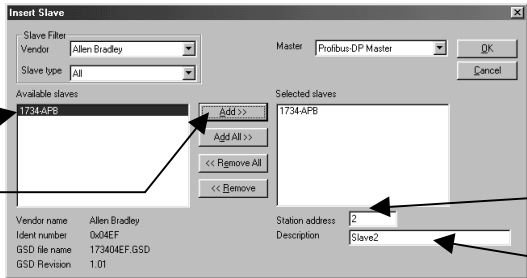 Insert Slave
Slave Filter
Vendor Allen Bradley
Slave type All
Master Profibus-DP Master
OK
Cancel
Available slaves
1734-APB
Add >>
Add All >>
<< Remove All
<< Remove
Selected slaves
1734-APB
Vendor name Allen Bradley
Ident number 0x04EF
GSD file name 173404EF.GSD
GSD Revision 1.01
Station address 2
Description Slave2